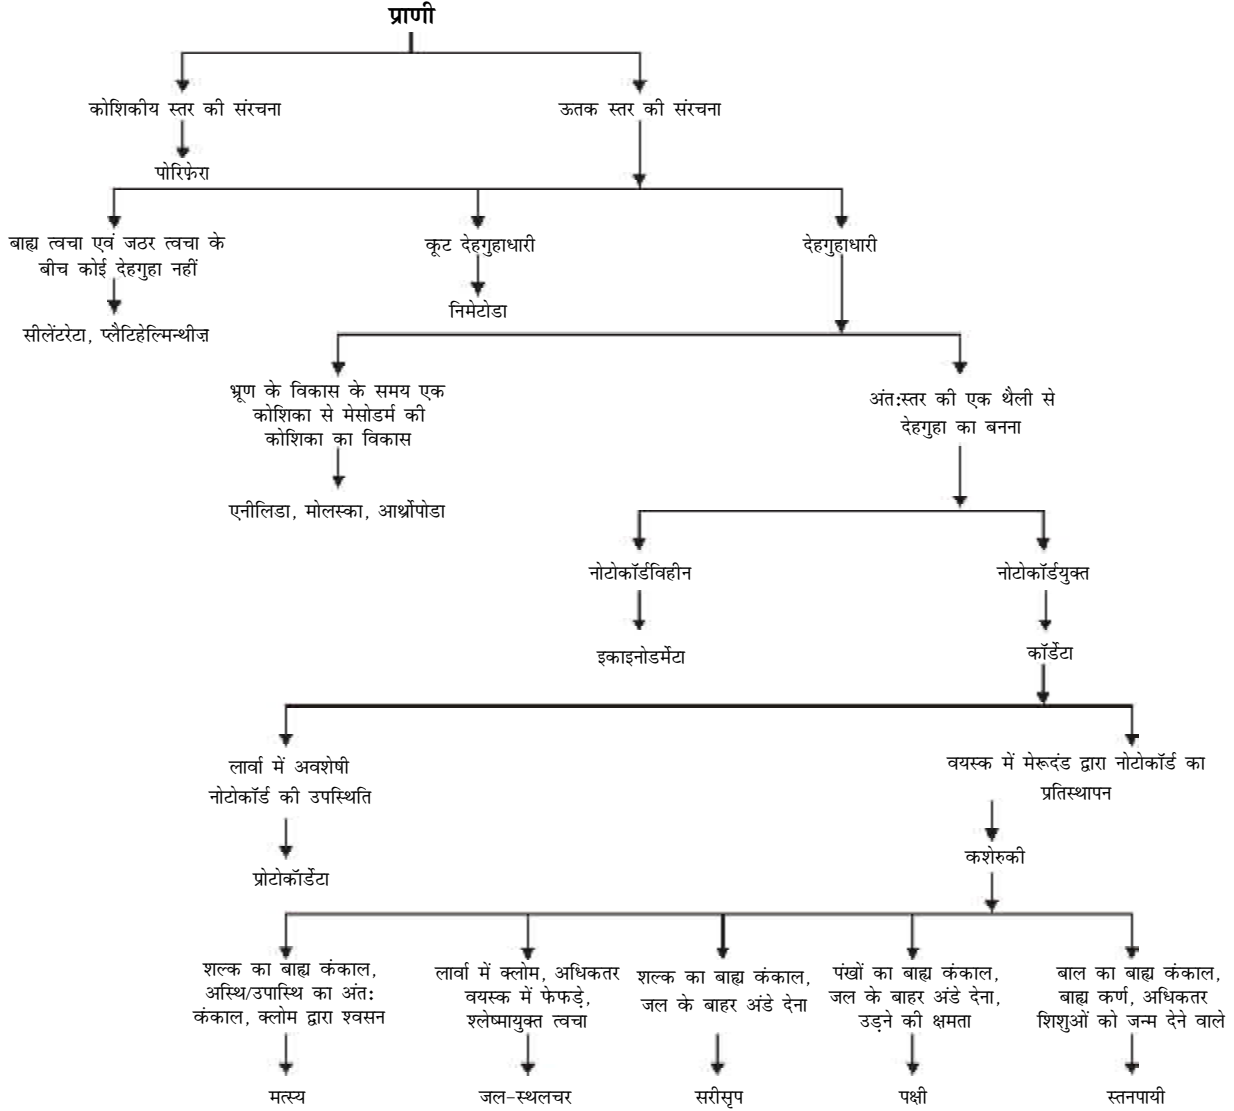 प्राणी
कोशिकीय स्तर की संरचना
ऊतक स्तर की संरचना
पोरिफ़ेरा
बाह्य त्वचा एवं जठर त्वचा के
बीच कोई देहगुहा नहीं
कूट देहगुहाधारी
देहगुहाधारी
निमेटोडा
सीलेंटरेटा, प्लैटिहेल्मिन्थीज़
भ्रूण के विकास के समय एक
कोशिका से मेसोडर्म की
कोशिका का विकास
अंत:स्तर की एक थैली से
देहगुहा का बनना
एनीलिडा, मोलस्का, आर्थ्रोपोडा
नोटोकॉर्डविहीन
नोटोकॉर्डयुक्त
इकाइनोडर्मेटा
कॉर्डेटा
लार्वा में अवशेषी
नोटोकॉर्ड की उपस्थिति
वयस्क में मेरूदंड द्वारा नोटोकॉर्ड का
प्रतिस्थापन
प्रोटोकॉर्डेटा
कशेरुकी
शल्क का बाह्य कंकाल,
अस्थि/उपास्थि का अंत:
कंकाल, क्लोम द्वारा श्वसन
लार्वा में क्लोम, अधिकतर
वयस्क में फेफड़े,
श्लेष्मायुक्त त्वचा
शल्क का बाह्य कंकाल,
जल के बाहर अंडे देना
पंखों का बाह्य कंकाल,
जल के बाहर अंडे देना,
उड़ने की क्षमता
बाल का बाह्य कंकाल,
बाह्य कर्ण, अधिकतर
शिशुओं को जन्म देने वाले
मत्स्य
जल-स्थलचर
सरीसृप
पक्षी
स्तनपायी